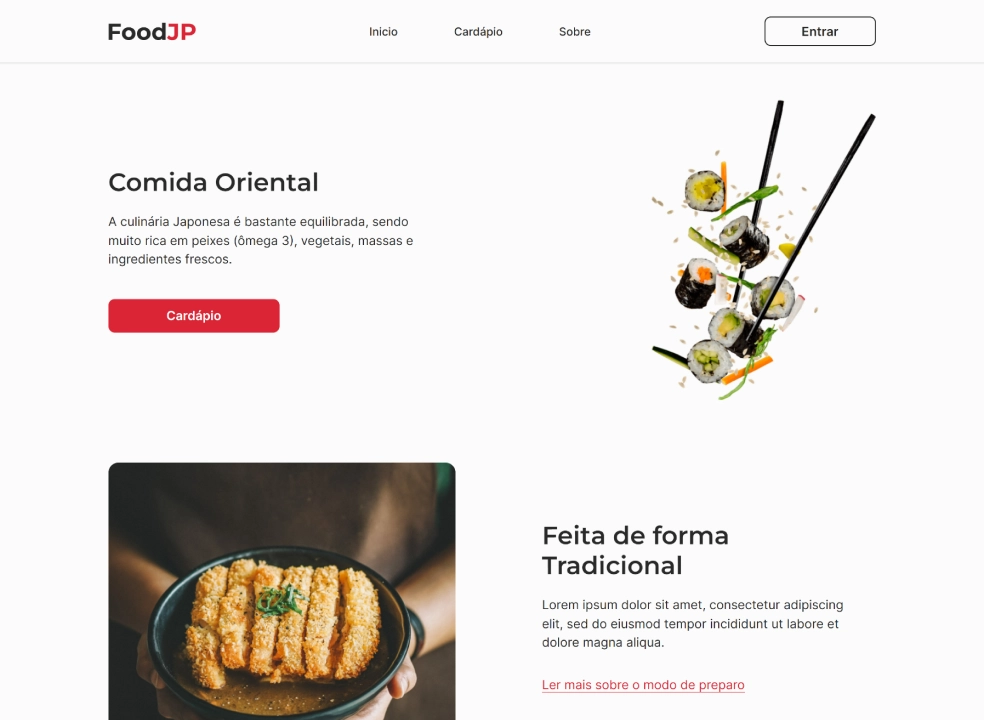 FoodJP
Inicio
Cardápio
Sobre
Entrar
Comida Oriental
A culinária Japonesa é bastante equilibrada, sendo
muito rica em peixes (ômega 3), vegetais, massas e
ingredientes frescos.
Cardápio
Feita de forma
Tradicional
Lorem ipsum dolor sit amet, consectetur adipiscing
elit, sed do eiusmod tempor incididunt ut labore et
dolore magna aliqua.
Ler mais sobre o modo de preparo